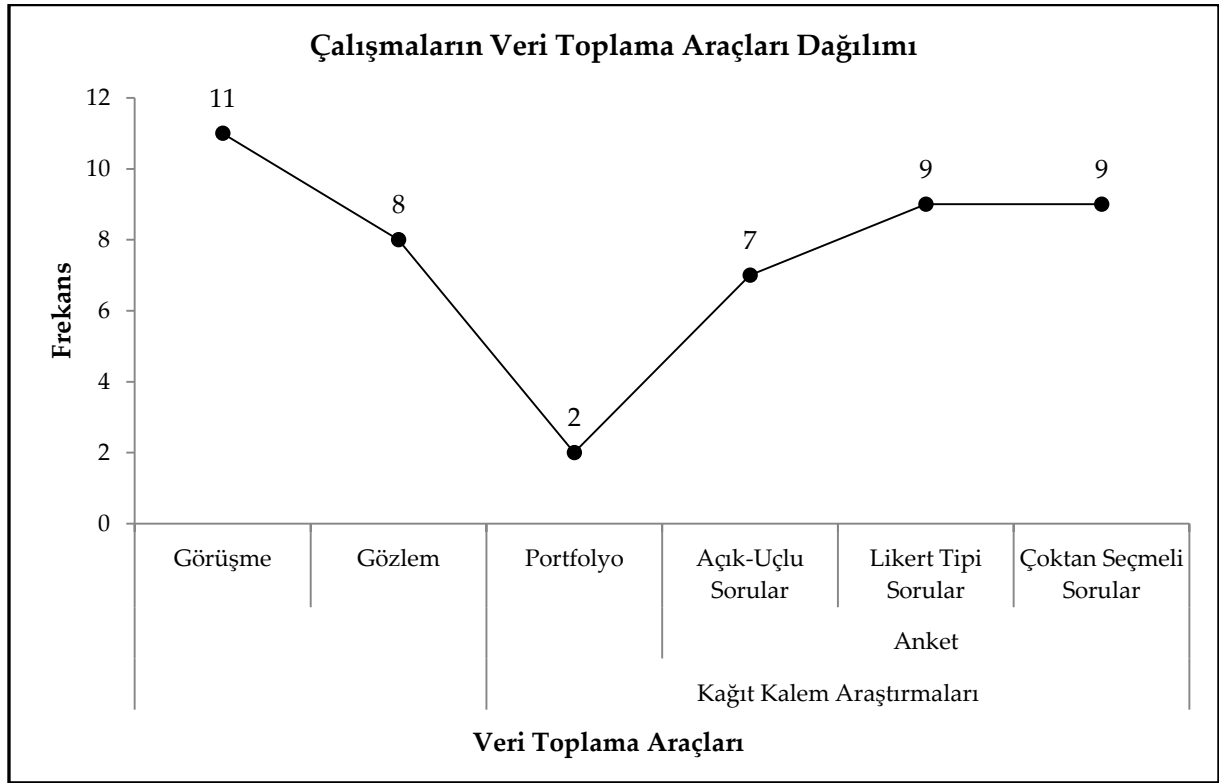 Çalışmaların Veri Toplama Araçları Dağılımı
12
10
8
6
4
2
0
Frekans
11
8
2
7
9
9
Görüşme
Gözlem
Portfolyo
Açık-Uçlu
Sorular
Likert Tipi
Sorular
Çoktan Seçmeli
Sorular
Anket
Kağıt Kalem Araştırmaları
Veri Toplama Araçları